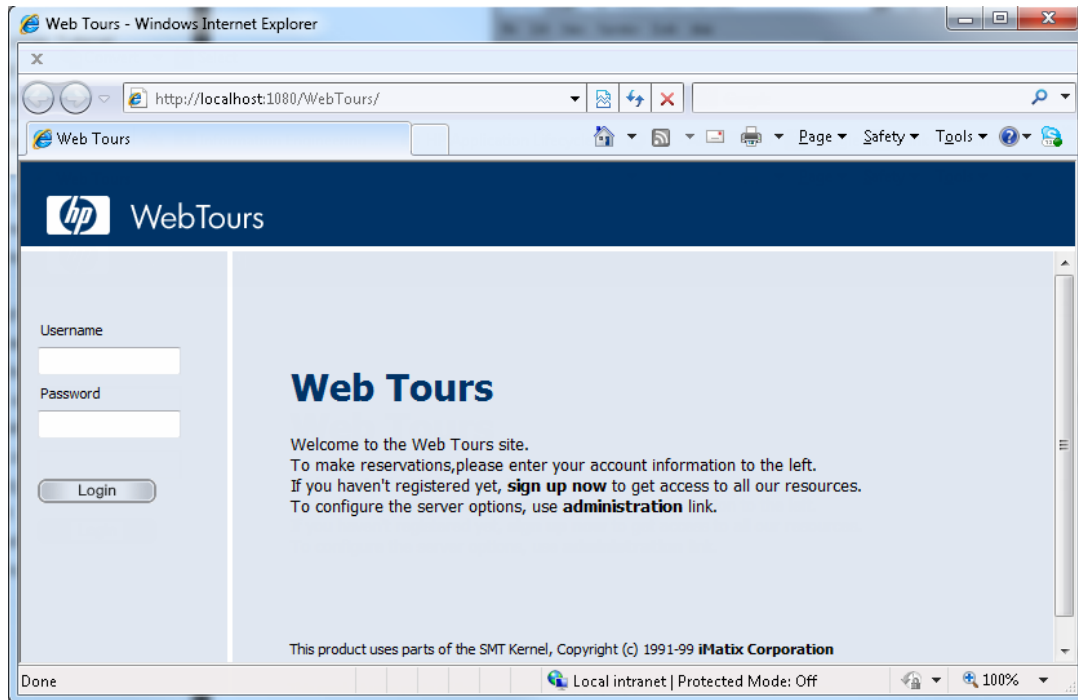 Web Tours - Windows Internet Explorer
x
http://localhost:1080/WebTours/
Web Tours
Page
Safety
Tools
hp WebTours
Username
Password
Login
Web Tours
Welcome to the Web Tours site.
To make reservations,please enter your account information to the left.
If you haven't registered yet, sign up now to get access to all our resources.
To configure the server options, use administration link.
This product uses parts of the SMT Kernel, Copyright (c) 1991-99 iMatix Corporation
Done
Local intranet | Protected Mode: Off
100%